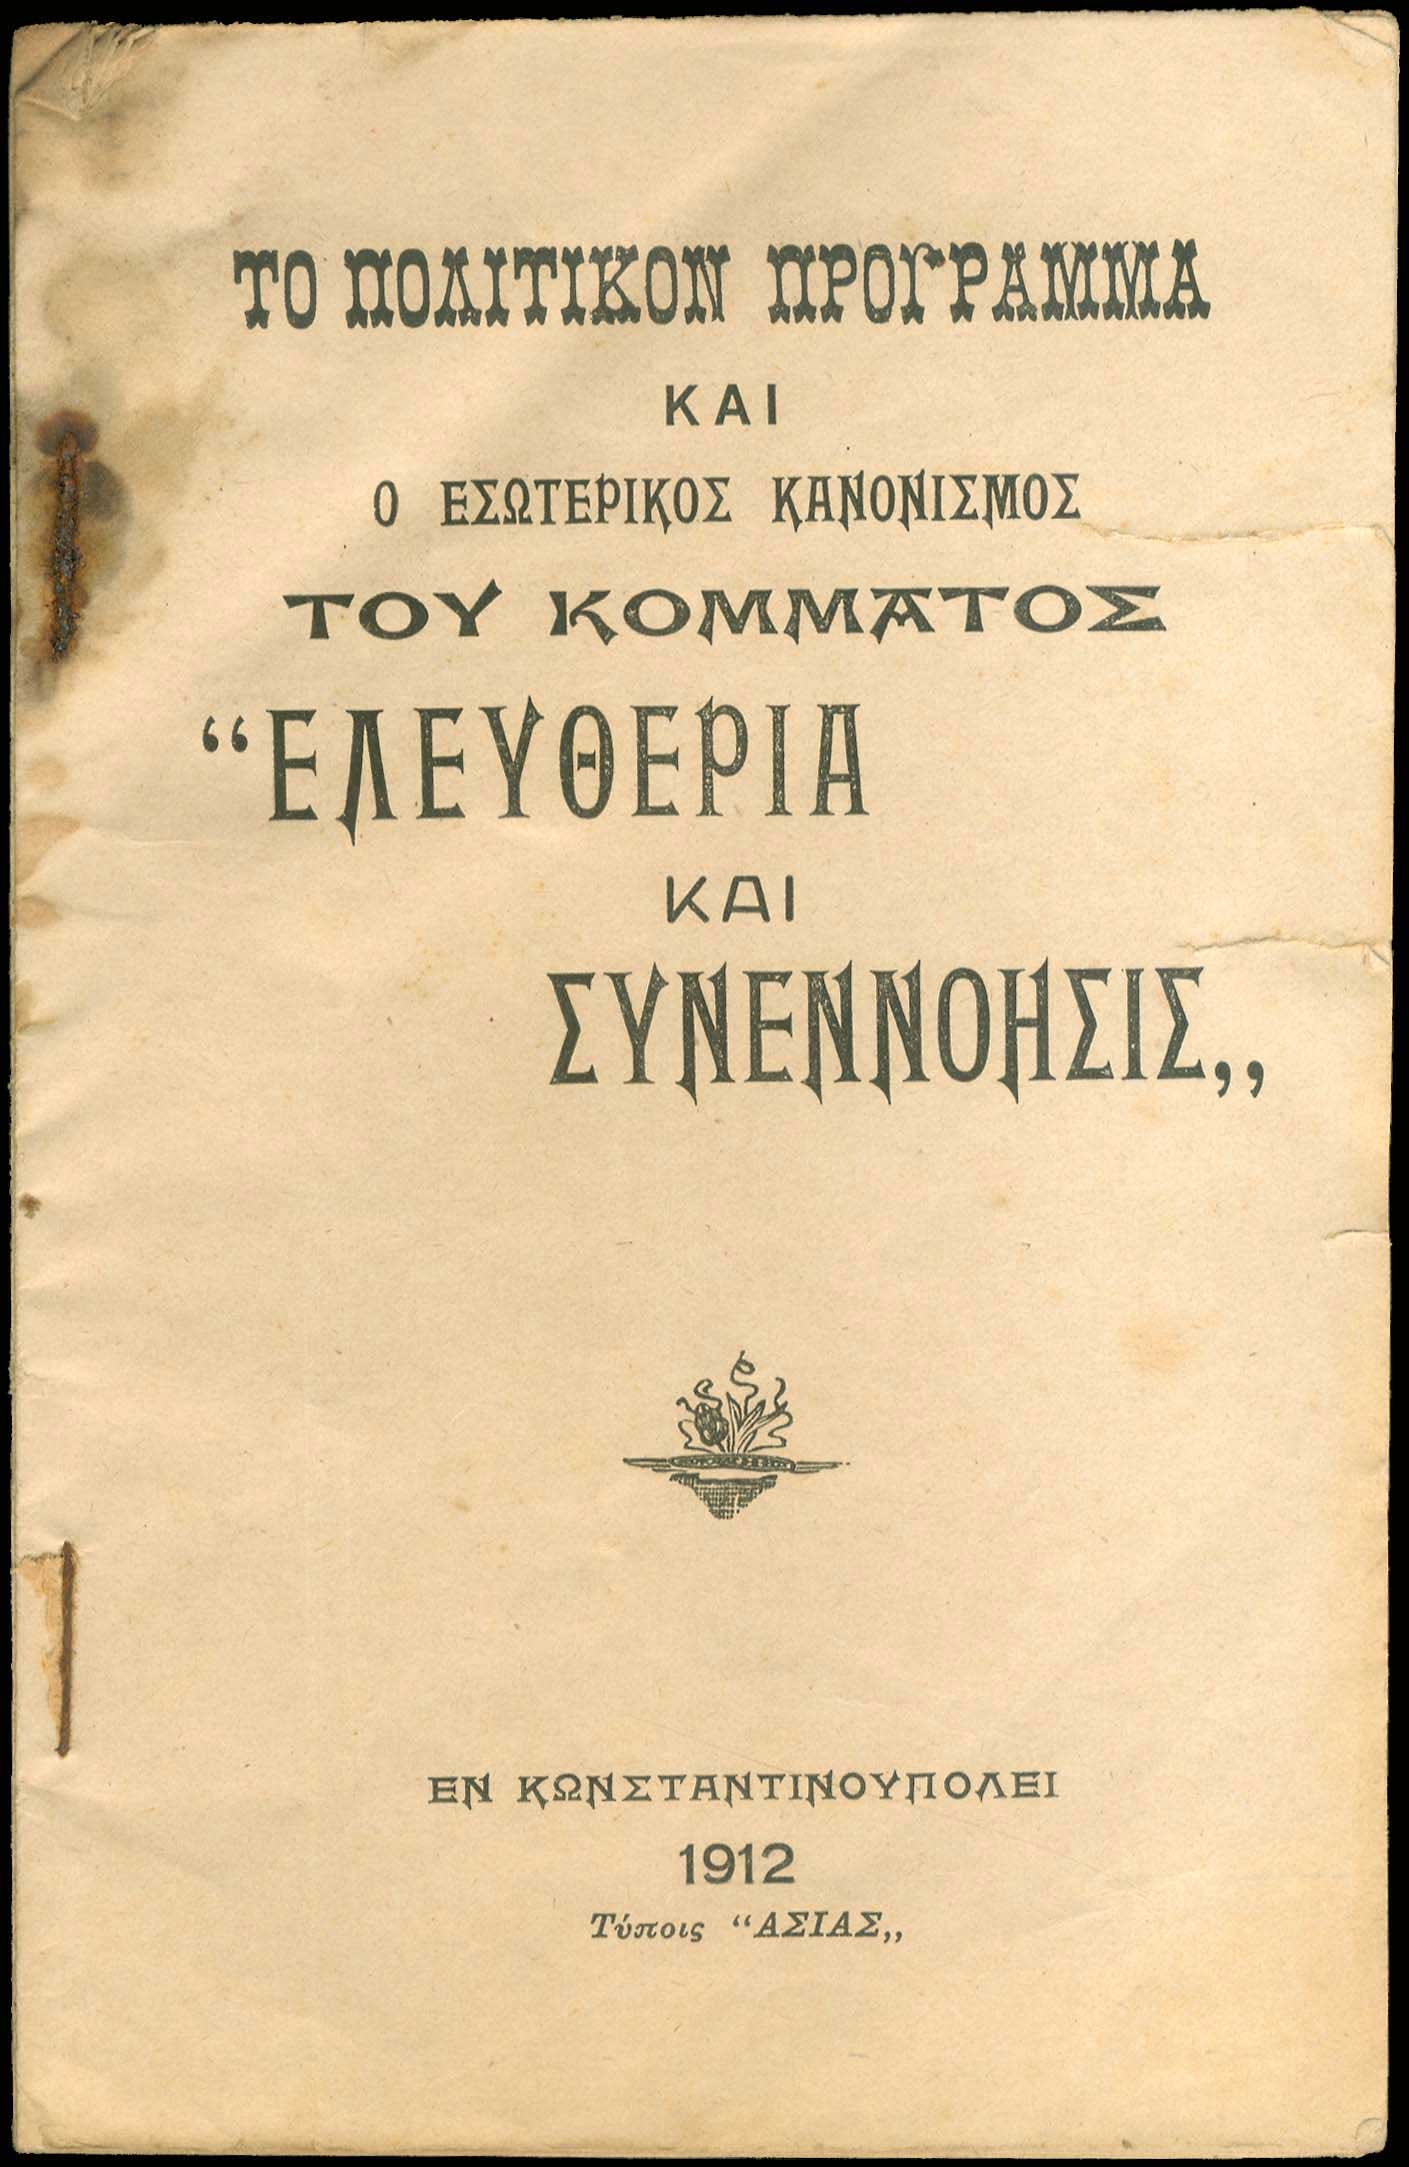 ΤΟ ΠΟΛΙΤΙΚΟΝ ΠΡΟΓΡΑΜΜΑ
ΚΑΙ
Ο ΕΣΩΤΕΡΙΚΟΣ ΚΑΝΟΝΙΣΜΟΣ
ΤΟΥ ΚΟΜΜΑΤΟΣ
“ΕΛΕΥΘΕΡΙΑ
ΚΑΙ
ΣΥΝΕΝΝΟΗΣΙΣ„
ΕΝ ΚΩΝΣΤΑΝΤΙΝΟΥΠΟΛΕΙ
1912
Τύποις “ΑΣΙΑΣ„